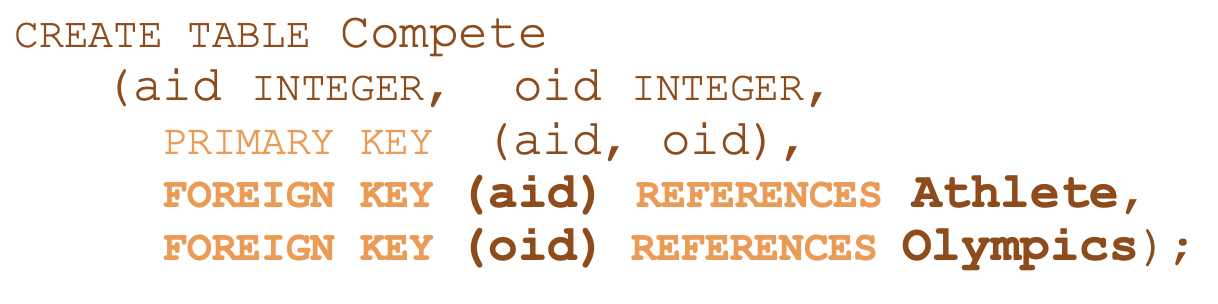 CREATE TABLE Compete
(aid INTEGER, oid INTEGER,
PRIMARY KEY (aid, oid),
FOREIGN KEY (aid) REFERENCES Athlete,
FOREIGN KEY (oid) REFERENCES Olympics);